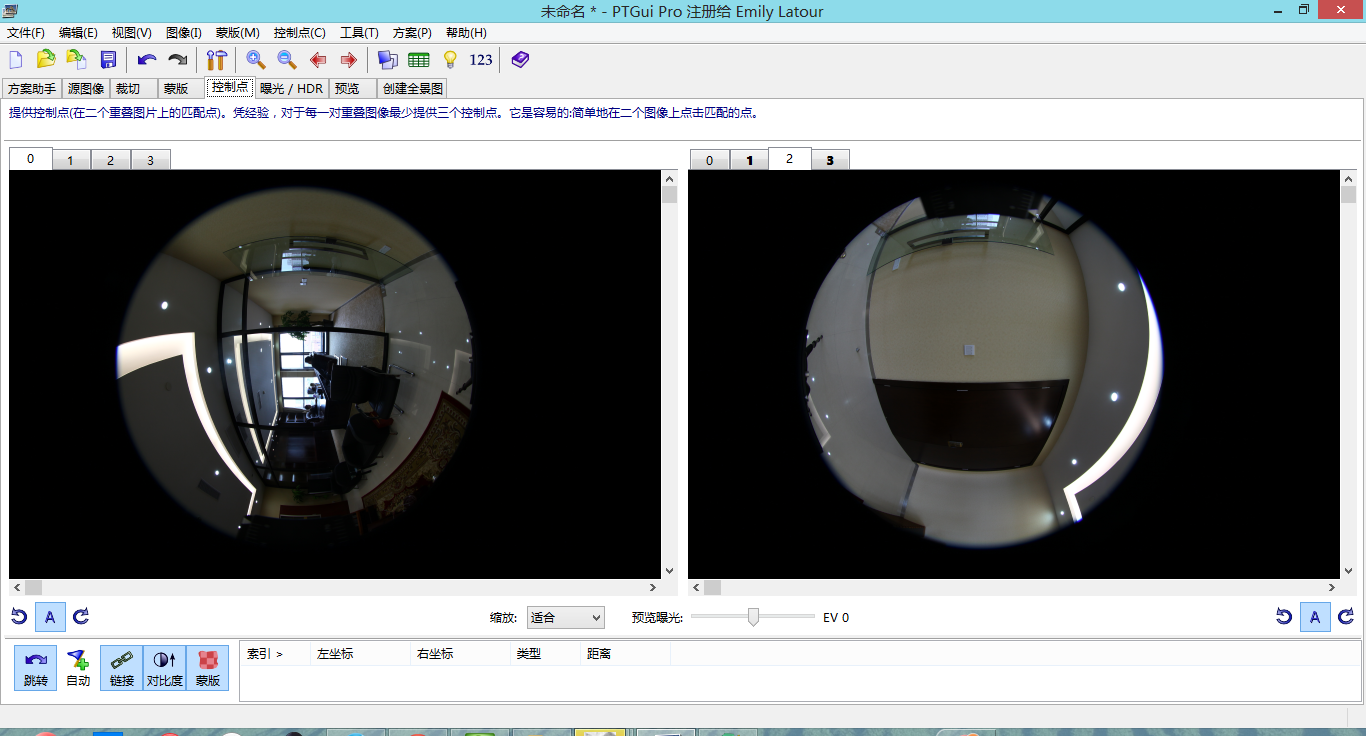 未命名 * - PTGui Pro 注册给 Emily Latour
文件(F) 编辑(E) 视图(V) 图像(I) 蒙版(M) 控制点(C) 工具(T) 方案(P) 帮助(H)
123
方案助手 源图像 裁切 蒙版 控制点 曝光 / HDR 预览 创建全景图
提供控制点(在二个重叠图片上的匹配点)。凭经验，对于每一对重叠图像最少提供三个控制点。它是容易的:简单地在二个图像上点击匹配的点。
0 1 2 3 0 1 2 3
A 缩放: 适合 预览曝光: EV 0 A
跳转 自动 链接 对比度 蒙版
索引 > 左坐标 右坐标 类型 距离